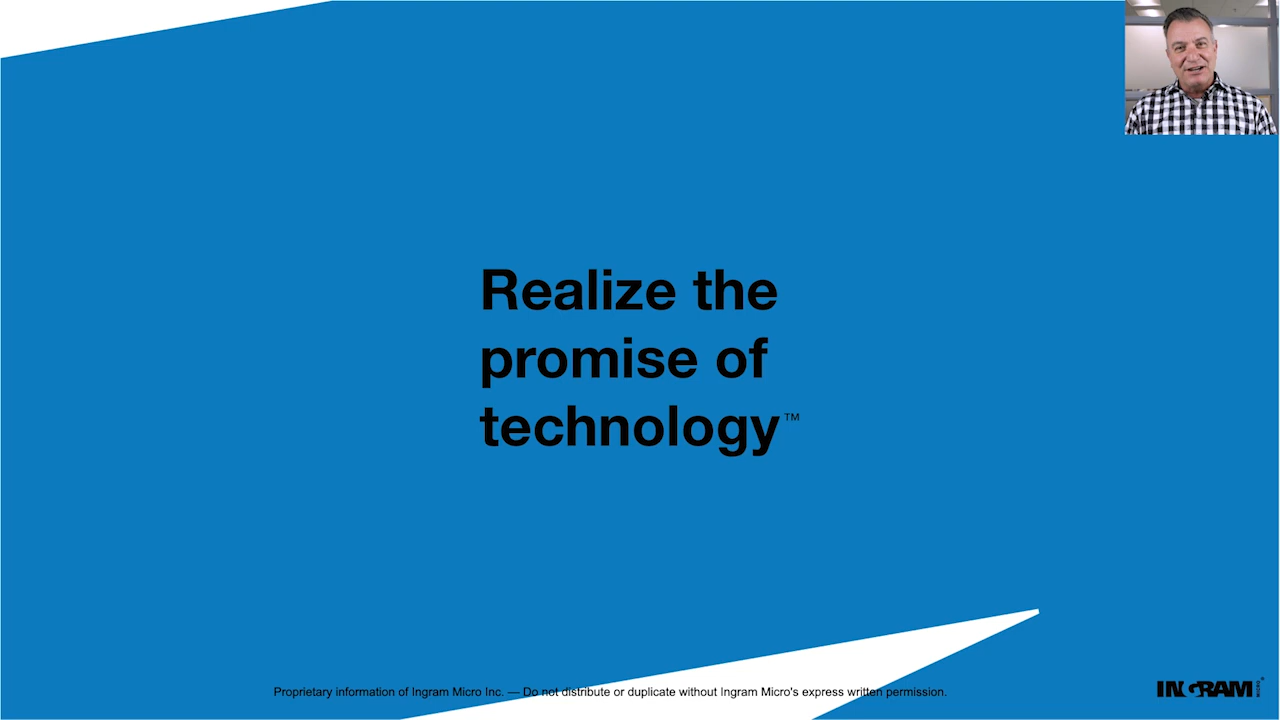 Realize the
promise of
technology™
Proprietary information of Ingram Micro Inc. — Do not distribute or duplicate without Ingram Micro's express written permission.
INGRAM MICRO®